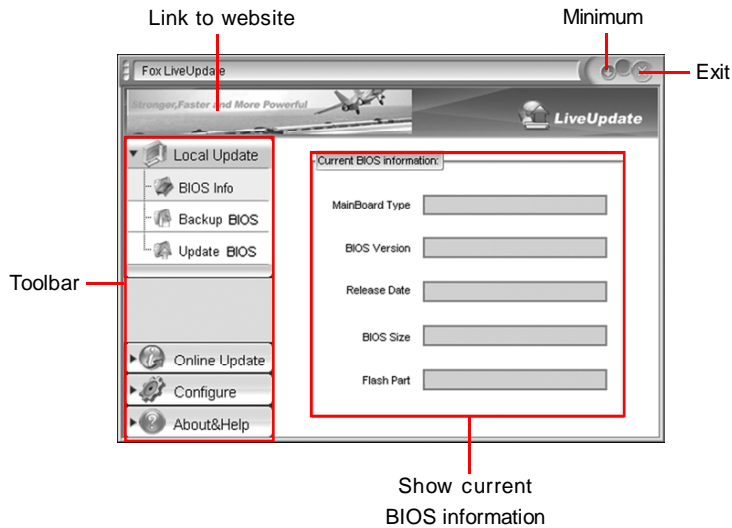 Link to website
Minimum
Fox LiveUpdate
Exit
Stronger,Faster and More Powerful
LiveUpdate
Local Update
BIOS Info
Backup BIOS
Update BIOS
Toolbar
Online Update
Configure
About&Help
Current BIOS information:
MainBoard Type
BIOS Version
Release Date
BIOS Size
Flash Part
Show current
BIOS information